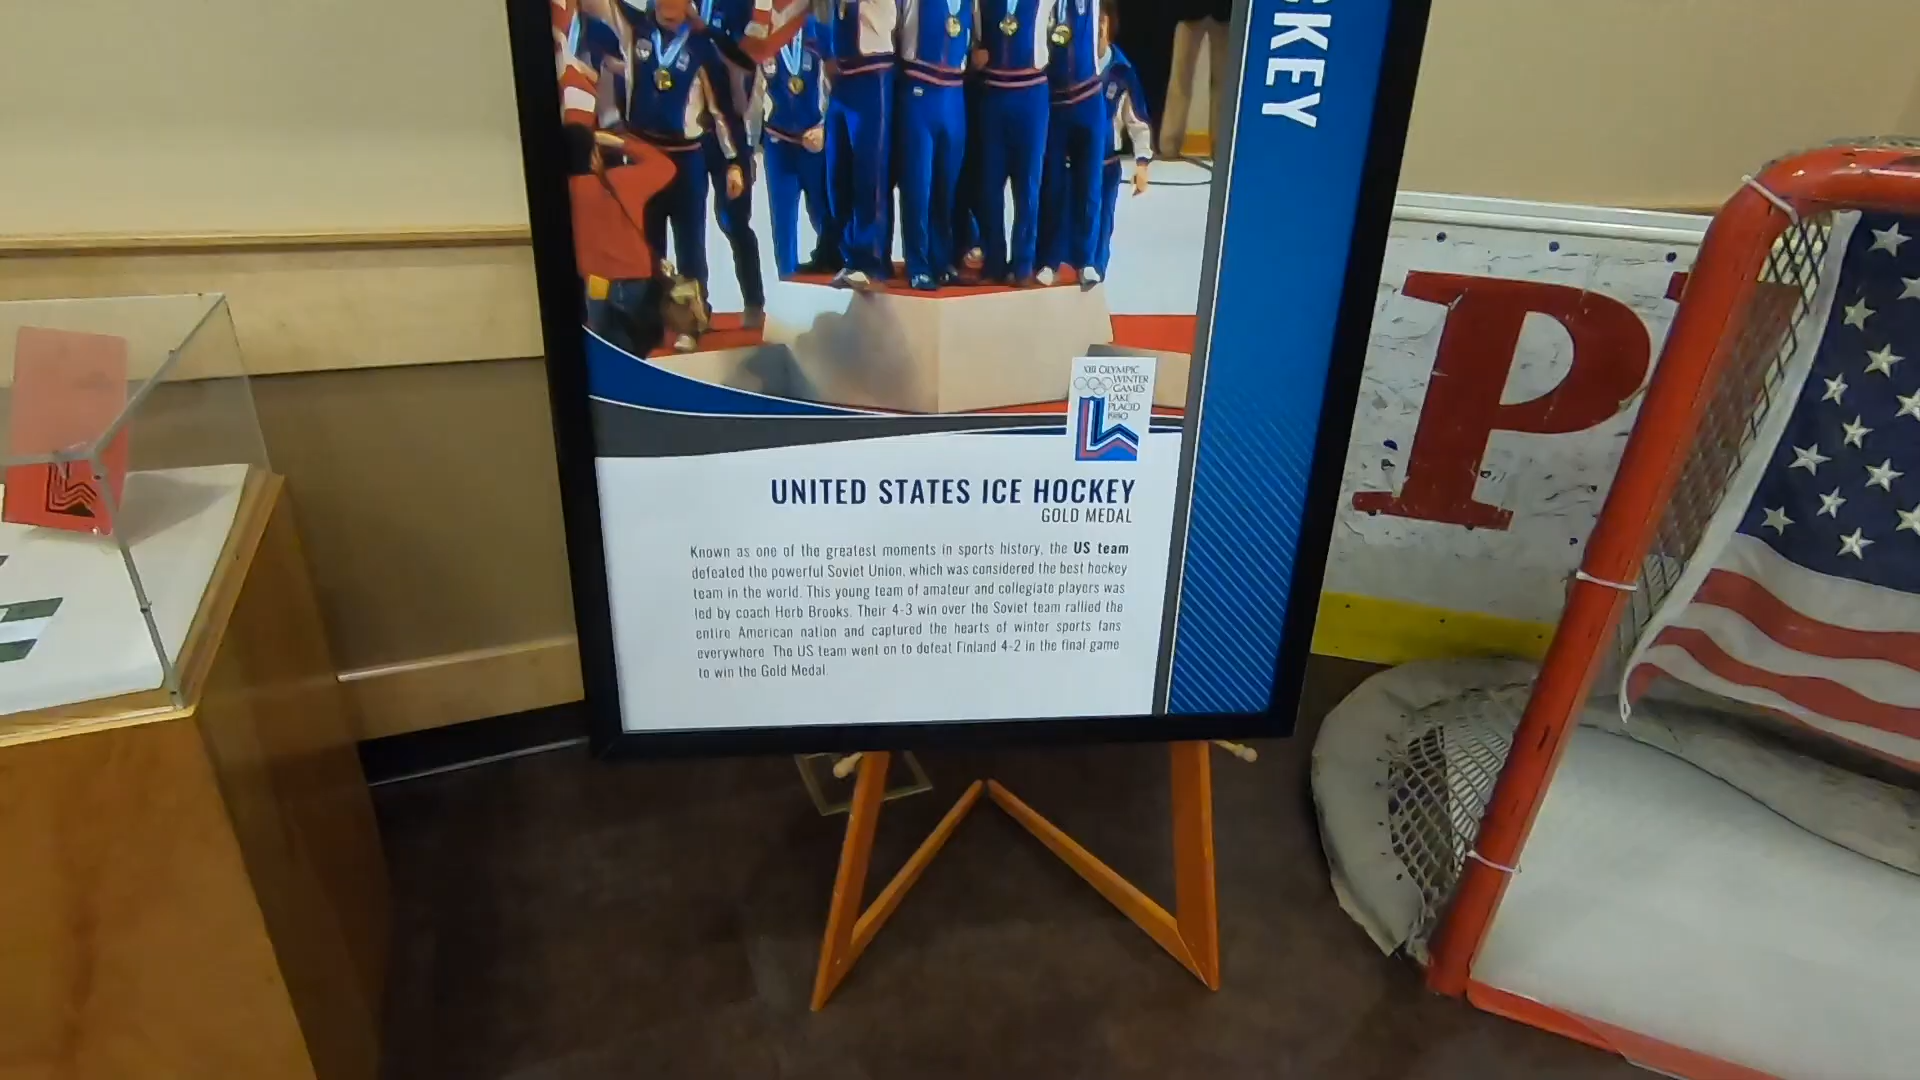 CKEY
XIII OLYMPIC
WINTER
GAMES
LAKE
PLACID
1980
UNITED STATES ICE HOCKEY
GOLD MEDAL
Known as one of the greatest moments in sports history, the US team
defeated the powerful Soviet Union, which was considered the best hockey
team in the world. This young team of amateur and collegiate players was
led by coach Herb Brooks. Their 4-3 win over the Soviet team rallied the
entire American nation and captured the hearts of winter sports fans
everywhere. The US team went on to defeat Finland 4-2 in the final game
to win the Gold Medal.
P